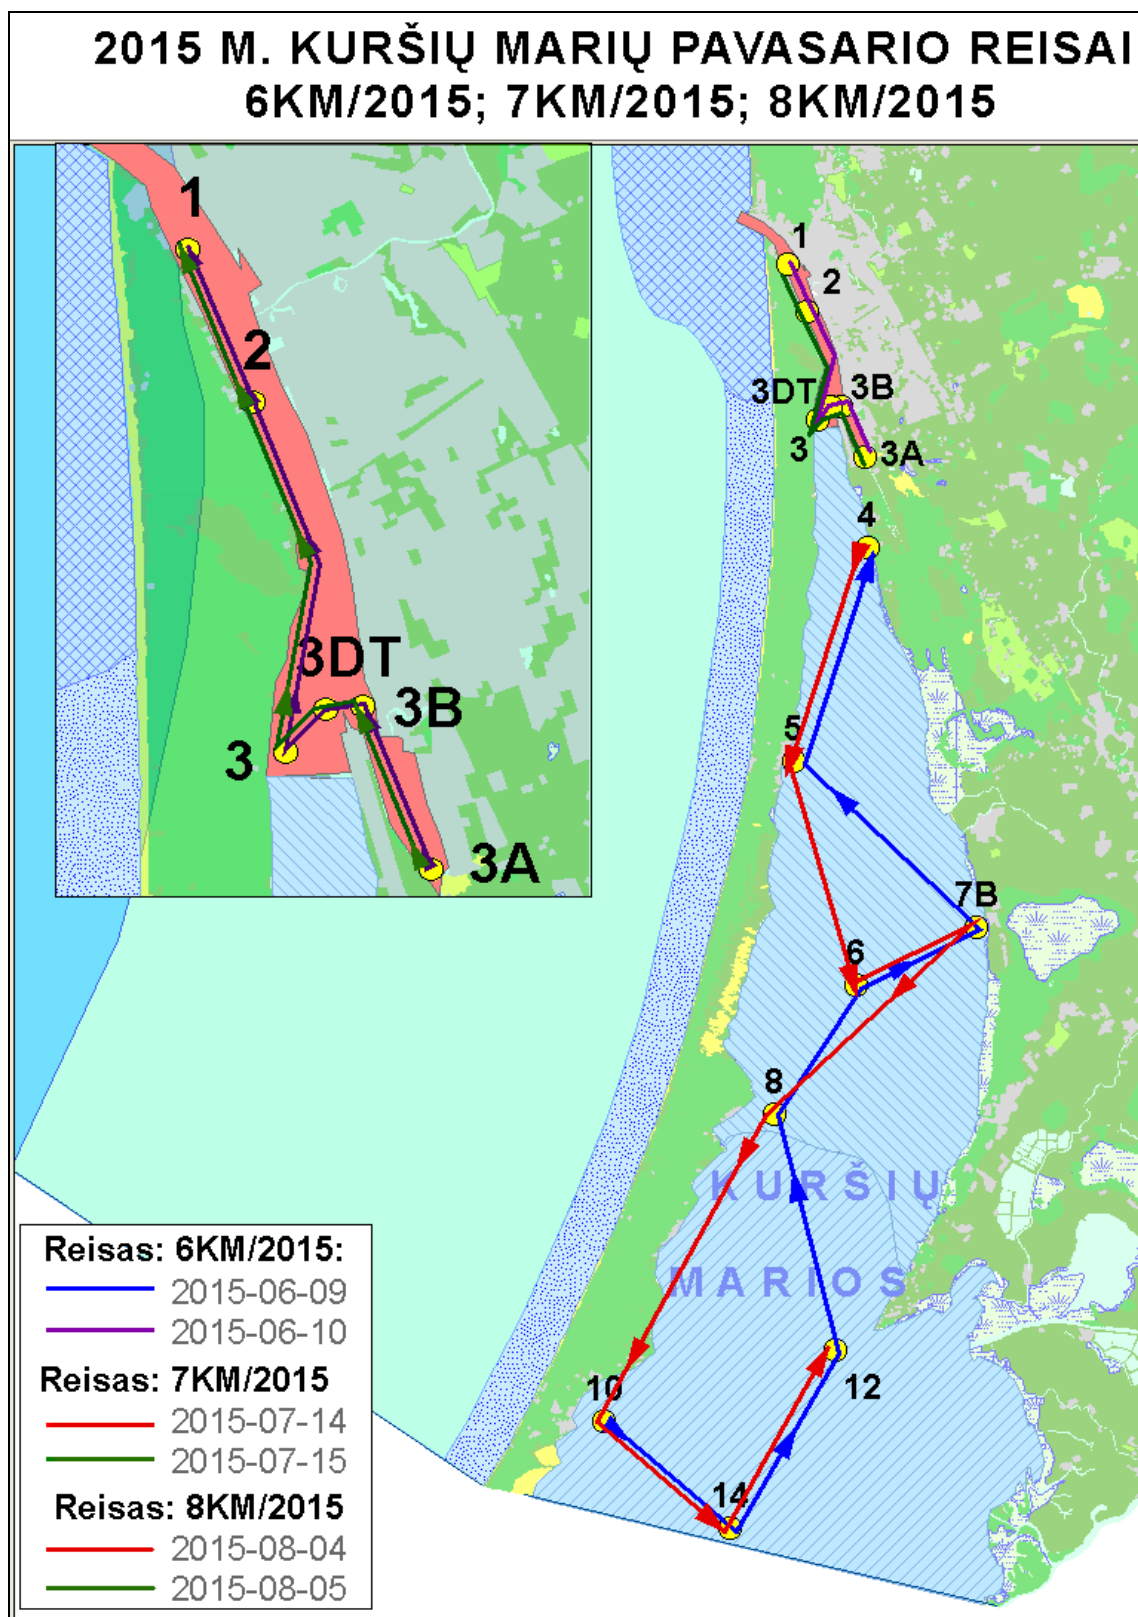 2015 M. KURŠIŲ MARIŲ PAVASARIO REISAI
6KM/2015; 7KM/2015; 8KM/2015
1
2
3DT
3B
3
3A
1
2
3DT
3B
3
3A
4
5
7B
6
8
KURŠIŲ
MARIOS
10
12
14
Reisas: 6KM/2015:
2015-06-09
2015-06-10
Reisas: 7KM/2015
2015-07-14
2015-07-15
Reisas: 8KM/2015
2015-08-04
2015-08-05